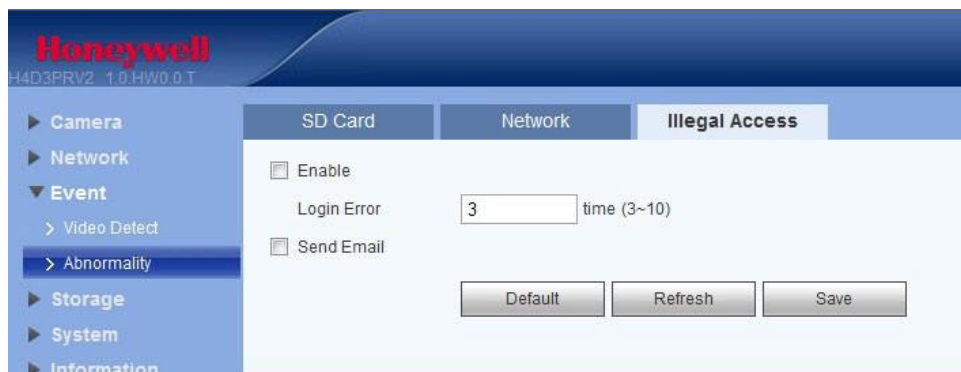 Honeywell
H4D3PRV2 1.0.HW0.0.T
Camera
Network
Event
Video Detect
Abnormality
Storage
System
Information
SD Card Network Illegal Access
Enable
Login Error 3 time (3~10)
Send Email
Default Refresh Save